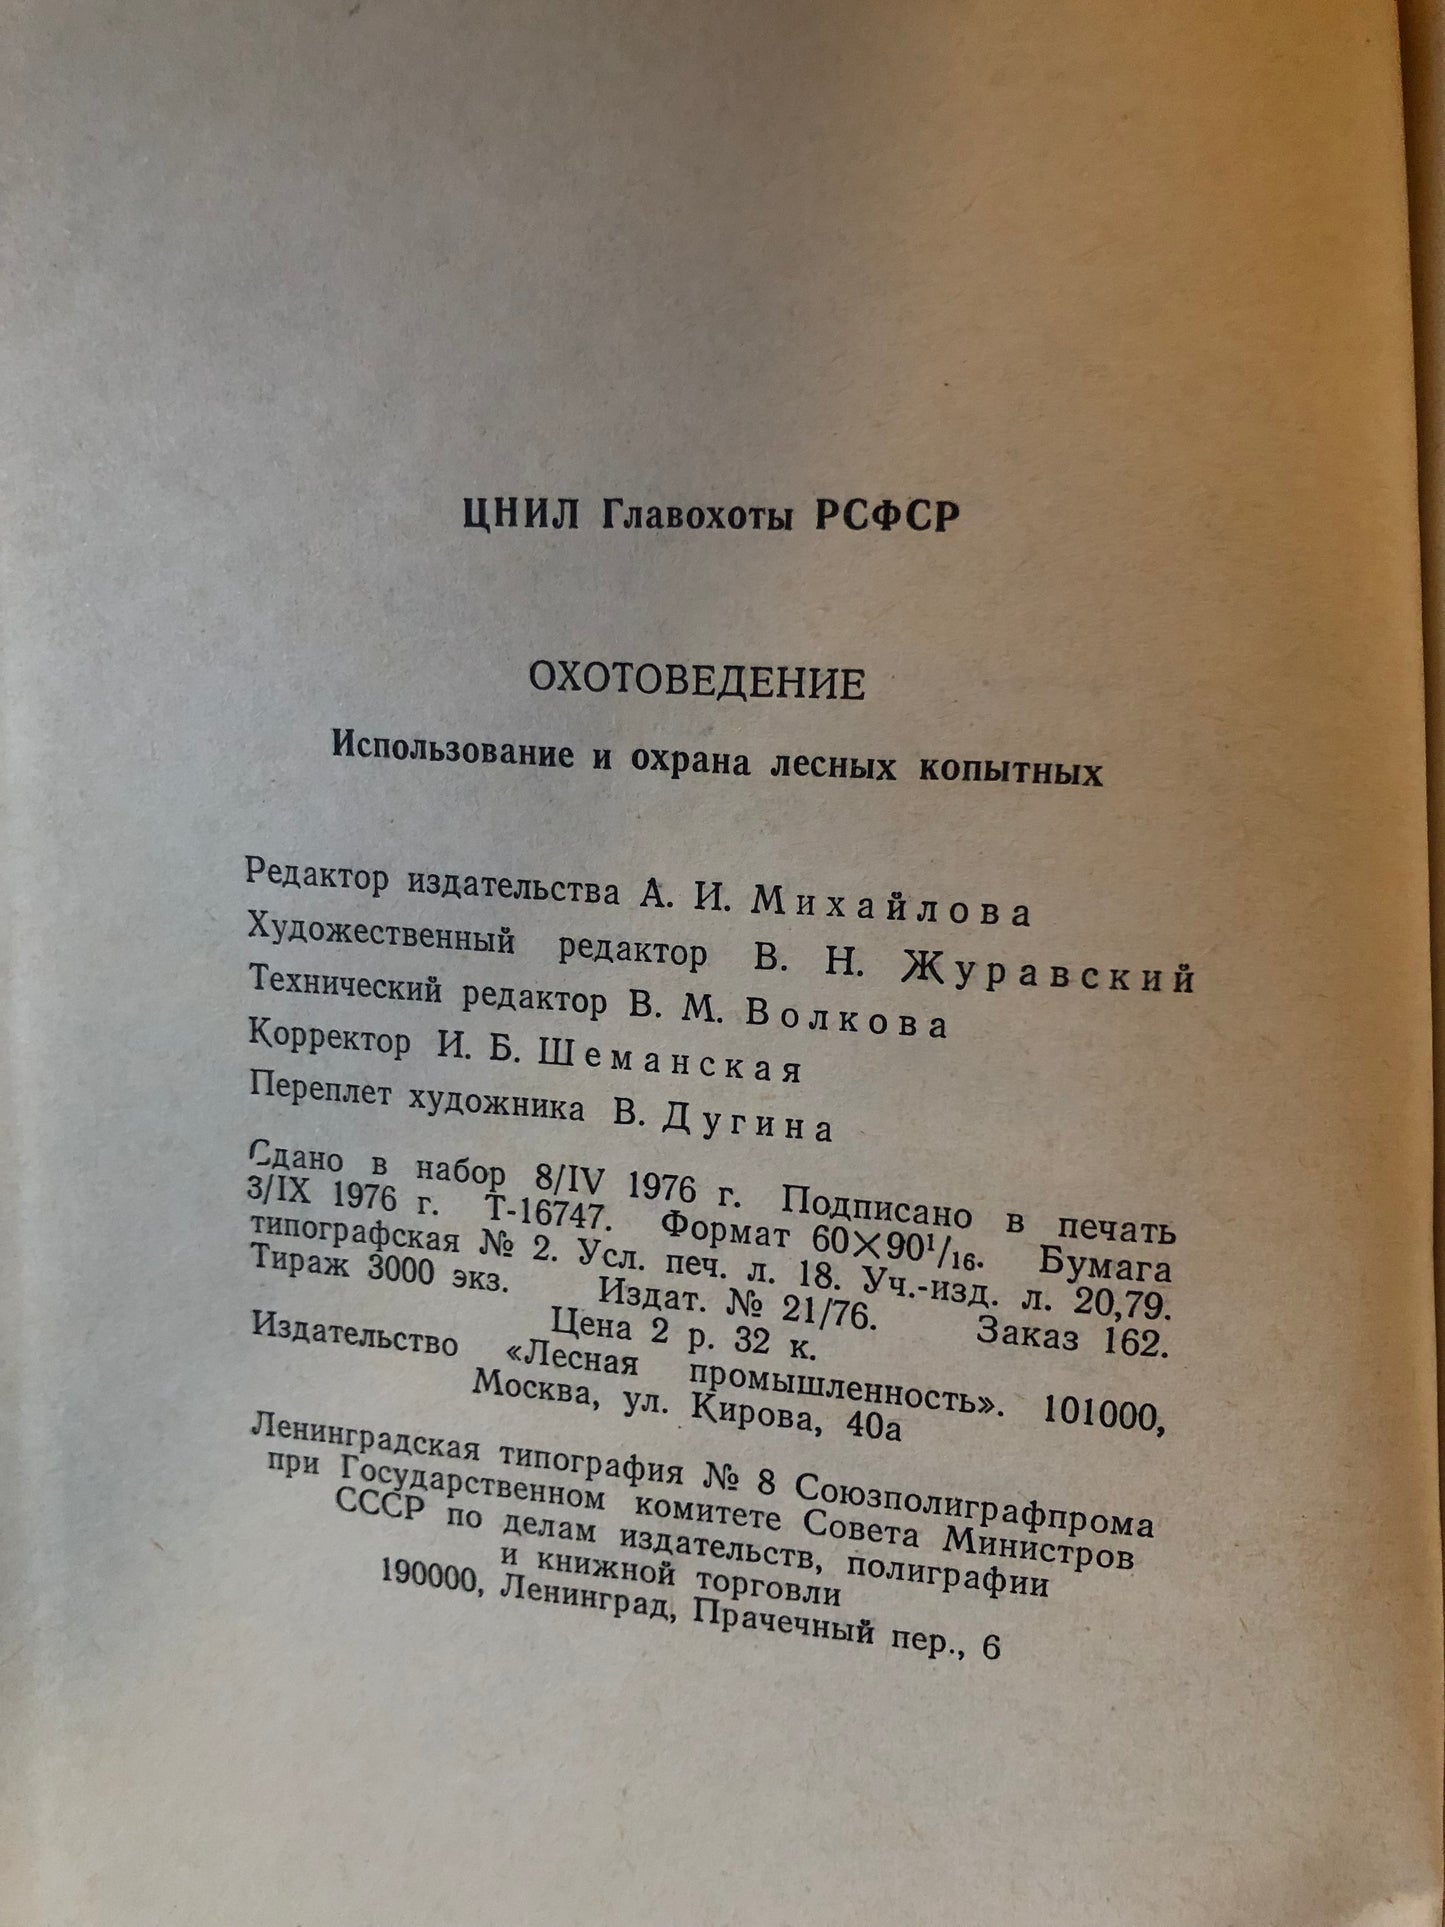 ЦНИЛ Главохоты РСФСР
ОХОТОВЕДЕНИЕ
Использование и охрана лесных копытных
Редактор издательства А. И. Михайлова
Художественный редактор В. Н. Журавский
Технический редактор В. М. Волкова
Корректор И. Б. Шеманская
Переплет художника В. Дугина
Сдано в набор 8/IV 1976 г. Подписано в печать
3/IX 1976 г. Т-16747. Формат 60×90¹/₁₆. Бумага
типографская № 2. Усл. печ. л. 18. Уч.-изд. л. 20,79.
Тираж 3000 экз. Издат. № 21/76. Заказ 162.
Цена 2 р. 32 к.
Издательство «Лесная промышленность». 101000,
Москва, ул. Кирова, 40а
Ленинградская типография № 8 Союзполиграфпрома
при Государственном комитете Совета Министров
СССР по делам издательств, полиграфии
и книжной торговли
190000, Ленинград, Прачечный пер., 6